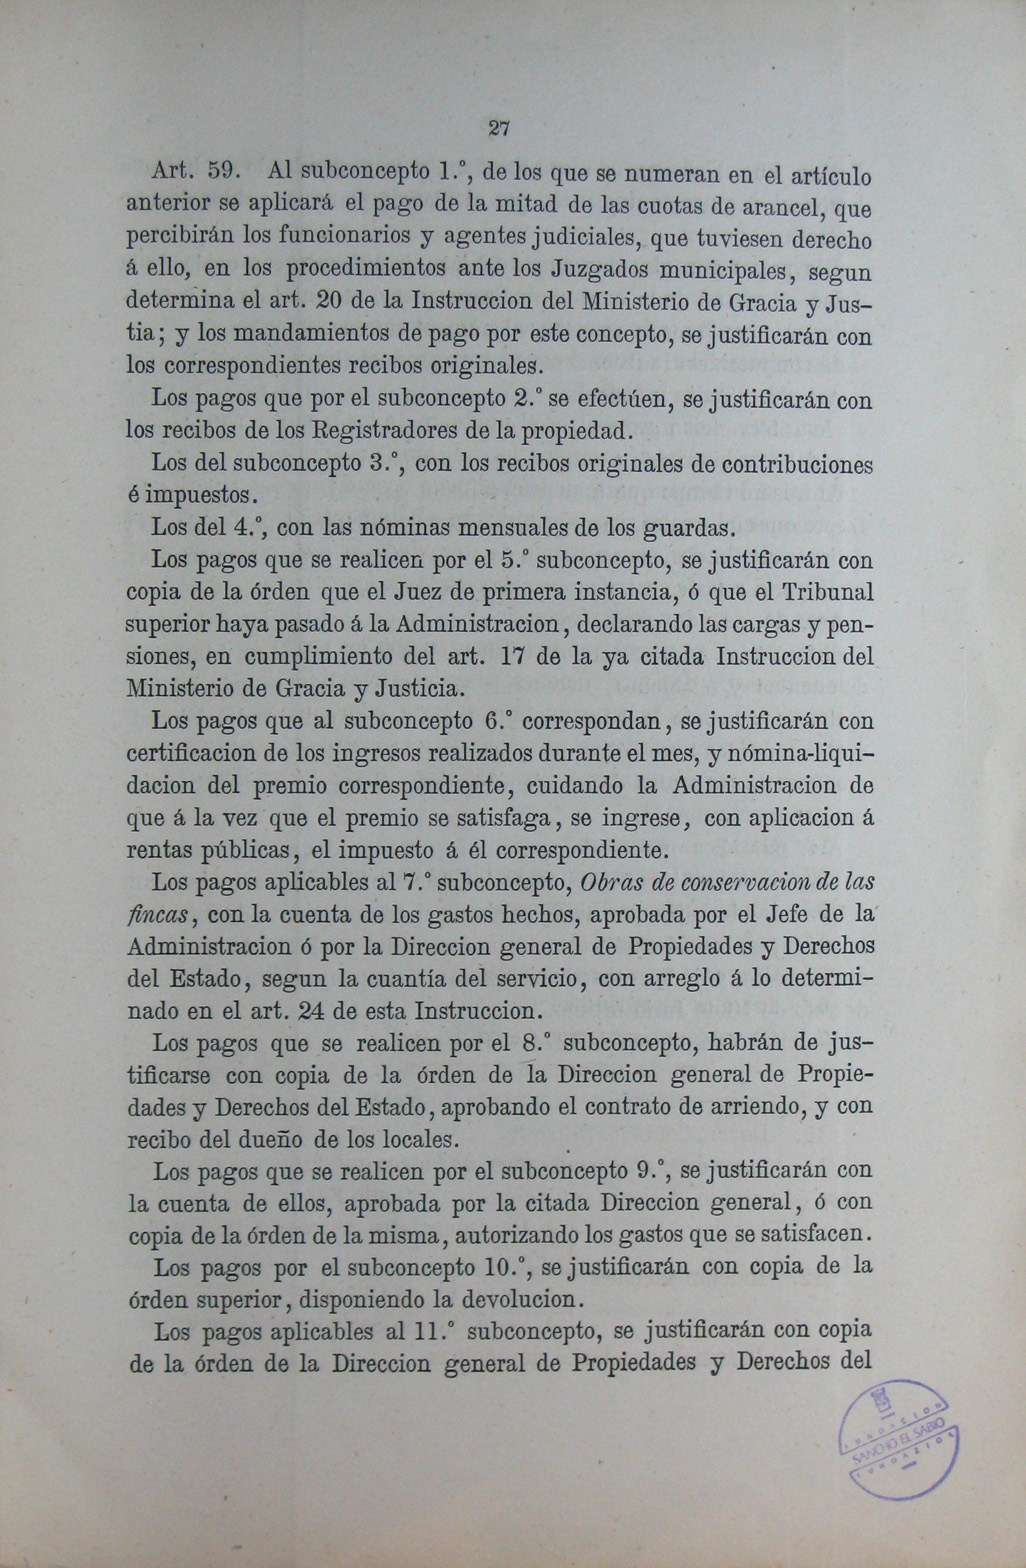 27
Art. 59. Al subconcepto 1.º, de los que se numeran en el artículo
anterior se aplicará el pago de la mitad de las cuotas de arancel, que
percibirán los funcionarios y agentes judiciales, que tuviesen derecho
á ello, en los procedimientos ante los Juzgados municipales, segun
determina el art. 20 de la Instruccion del Ministerio de Gracia y Jus-
tia; y los mandamientos de pago por este concepto, se justificarán con
los correspondientes recibos originales.
Los pagos que por el subconcepto 2.º se efectúen, se justificarán con
los recibos de los Registradores de la propiedad.
Los del subconcepto 3.º, con los recibos originales de contribuciones
é impuestos.
Los del 4.º, con las nóminas mensuales de los guardas.
Los pagos que se realicen por el 5.º subconcepto, se justificarán con
copia de la órden que el Juez de primera instancia, ó que el Tribunal
superior haya pasado á la Administracion, declarando las cargas y pen-
siones, en cumplimiento del art. 17 de la ya citada Instruccion del
Ministerio de Gracia y Justicia.
Los pagos que al subconcepto 6.º correspondan, se justificarán con
certificacion de los ingresos realizados durante el mes, y nómina-liqui-
dacion del premio correspondiente, cuidando la Administracion de
que á la vez que el premio se satisfaga, se ingrese, con aplicacion á
rentas públicas, el impuesto á él correspondiente.
Los pagos aplicables al 7.º subconcepto, Obras de conservacion de las
fincas, con la cuenta de los gastos hechos, aprobada por el Jefe de la
Administracion ó por la Direccion general de Propiedades y Derechos
del Estado, segun la cuantía del servicio, con arreglo á lo determi-
nado en el art. 24 de esta Instruccion.
Los pagos que se realicen por el 8.º subconcepto, habrán de jus-
tificarse con copia de la órden de la Direccion general de Propie-
dades y Derechos del Estado, aprobando el contrato de arriendo, y con
recibo del dueño de los locales.
Los pagos que se realicen por el subconcepto 9.º, se justificarán con
la cuenta de ellos, aprobada por la citada Direccion general, ó con
copia de la órden de la misma, autorizando los gastos que se satisfacen.
Los pagos por el subconcepto 10.º, se justificarán con copia de la
órden superior, disponiendo la devolucion.
Los pagos aplicables al 11.º subconcepto, se justificarán con copia
de la órden de la Direccion general de Propiedades y Derechos del
FUNDACION
SANCHO EL SABIO
FUNDAZIOA